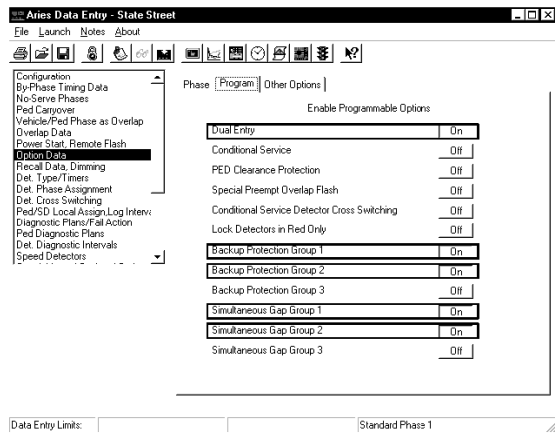 Aries Data Entry - State Street
File Launch Notes About
Configuration
By-Phase Timing Data
No-Serve Phases
Ped Carryover
Vehicle/Ped Phase as Overlap
Overlap Data
Power Start, Remote Flash
Option Data
Recall Data, Dimming
Det. Type/Timers
Det. Phase Assignment
Det. Cross Switching
Ped/SD Local Assign,Log Interva
Diagnostic Plans/Fail Action
Ped Diagnostic Plans
Det. Diagnostic Intervals
Speed Detectors
Phase Program Other Options
Enable Programmable Options
Dual Entry On
Conditional Service Off
PED Clearance Protection Off
Special Preempt Overlap Flash Off
Conditional Service Detector Cross Switching Off
Lock Detectors in Red Only Off
Backup Protection Group 1 On
Backup Protection Group 2 On
Backup Protection Group 3 Off
Simultaneous Gap Group 1 On
Simultaneous Gap Group 2 On
Simultaneous Gap Group 3 Off
Data Entry Limits: Standard Phase 1